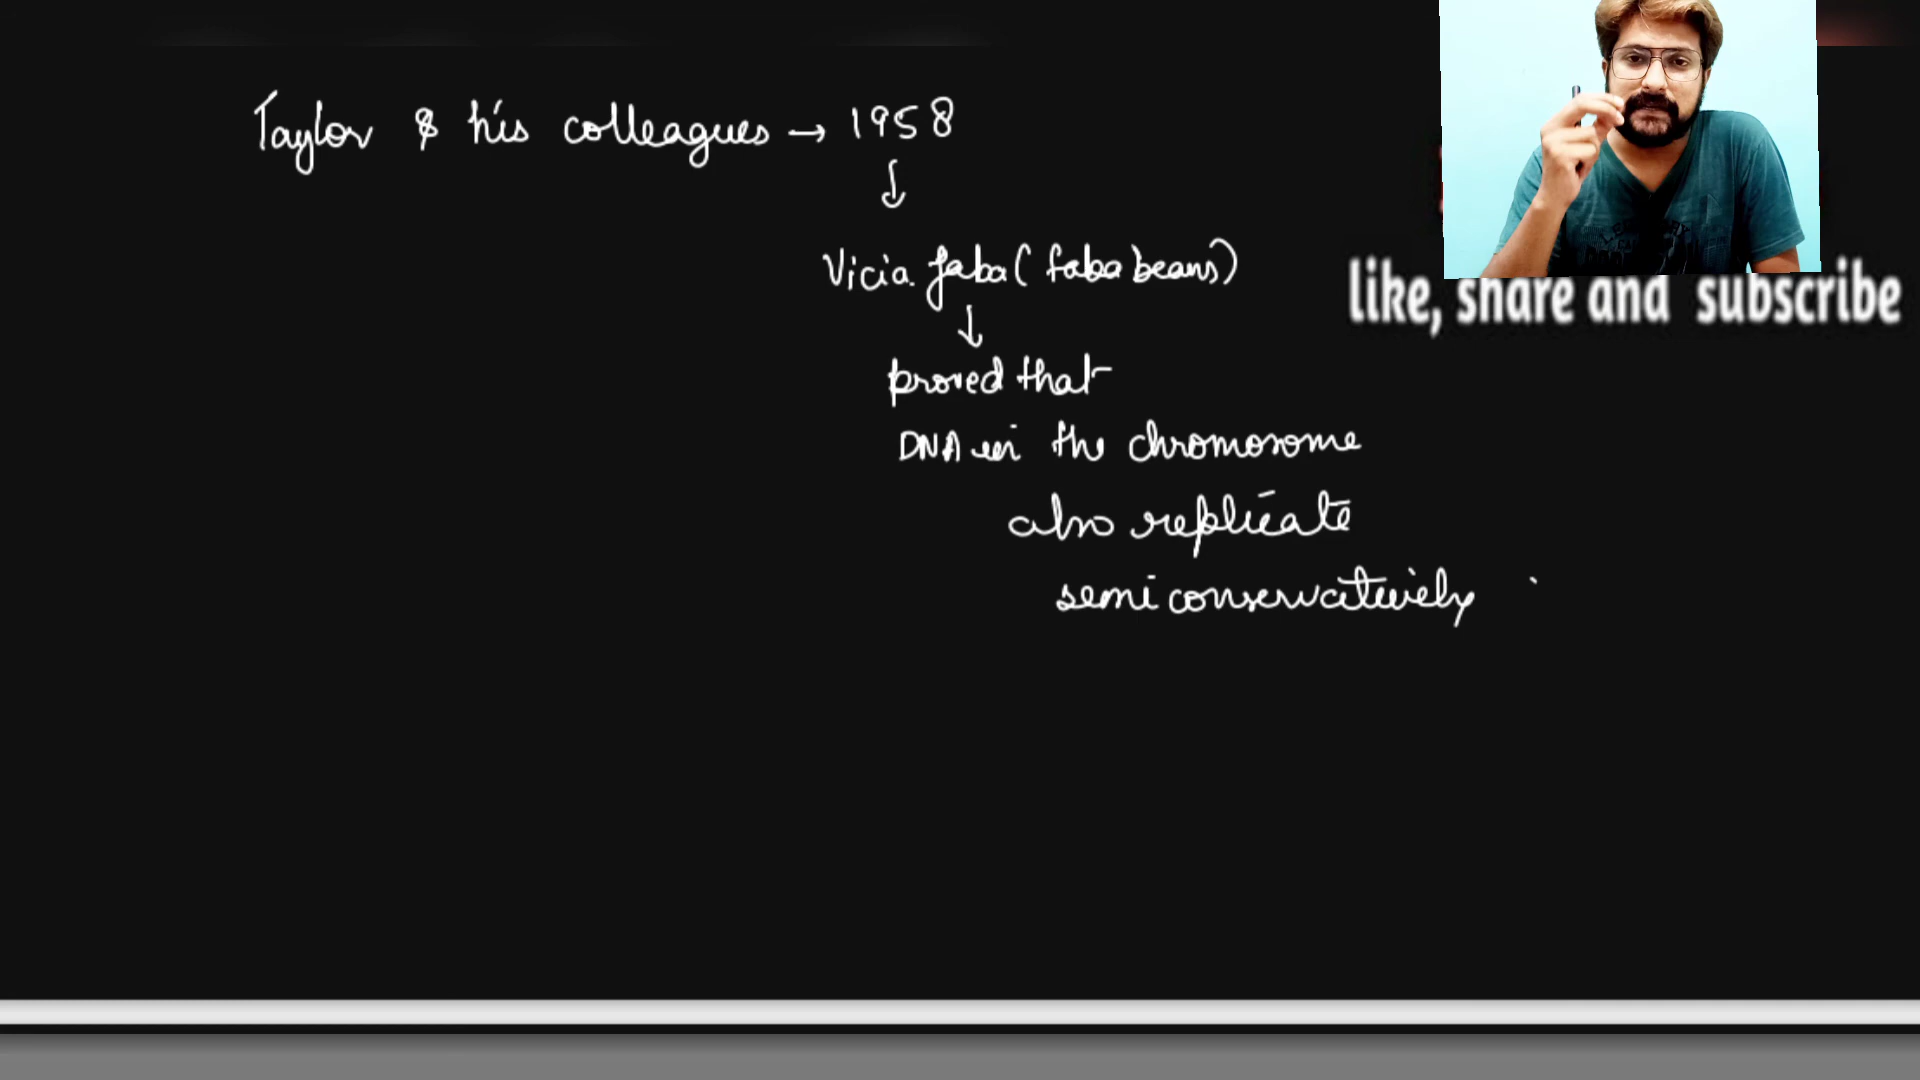 Taylor & his colleagues → 1958
↓
Vicia faba (faba beans)
↓
proved that
DNA in the chromosome
also replicate
semiconservatively
like, share and subscribe